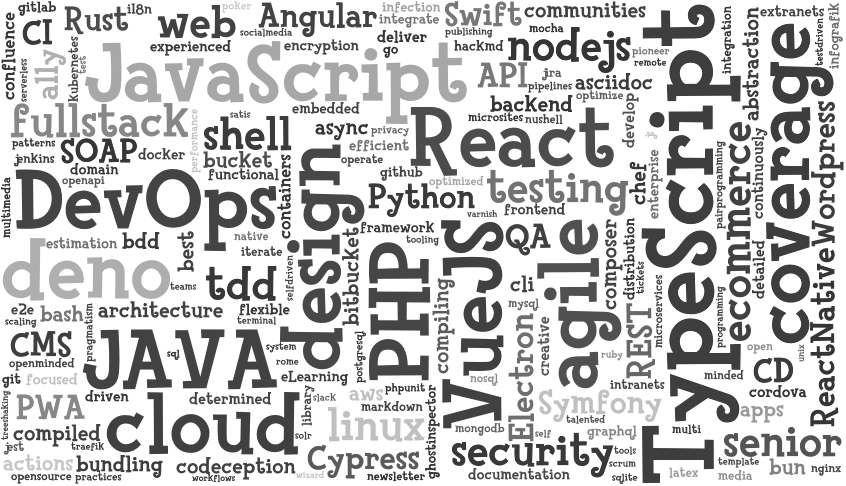 gitlab
il8n
poker
infection
Swift
communities
extranets
CI
Rust
web
Angular
integrate
confluence
socialmedia
publishing
mocha
experienced
encryption
deliver
go
hackmd
nodejs
pioneer
remote
integration
abstraction
testdriven
infografik
serverless
a11y
kubernetes
test
JavaScript
API
jra
pipelines
asciidoc
optimize
embedded
backend
fullstack
performance
satis
microsites
nushell
develop
shell
async
privacy
React
patterns
SOAP
docker
bucket
efficient
operate
jenkins
domain
functional
containers
github
chef
enterprise
pairprogramming
continuously
coverage
multimedia
openapi
DevOps
optimized
testing
Python
varnish
frontend
design
framework
tooling
native
best
iterate
estimation
bdd
QA
TypeScript
ecommerce
ReactNative
Wordpress
deno
teams
tdd
selfdriven
bitbucket
PHP
VueJS
cli
agile
composer
distribution
tickets
detailed
e2e
bash
scaling
architecture
flexible
terminal
compiling
mysql
microservices
programming
CMS
pragmatism
openminded
JAVA
sql
system
rome
postgresql
Electron
creative
ruby
REST
open
unix
git
focused
eLearning
nosql
intranets
minded
CD
cordova
treeshaKing
PWA
driven
determined
library
slack
aws
phpunit
markdown
ghostinspector
Symfony
talented
apps
compiled
cloud
linux
mongodb
self
graphql
multi
jest
traefik
solr
security
tools
senior
actions
bundling
codeception
Cypress
scrum
template
bun
nginx
opensource
practices
workflows
wizard
newsletter
documentation
sqlite
latex
media